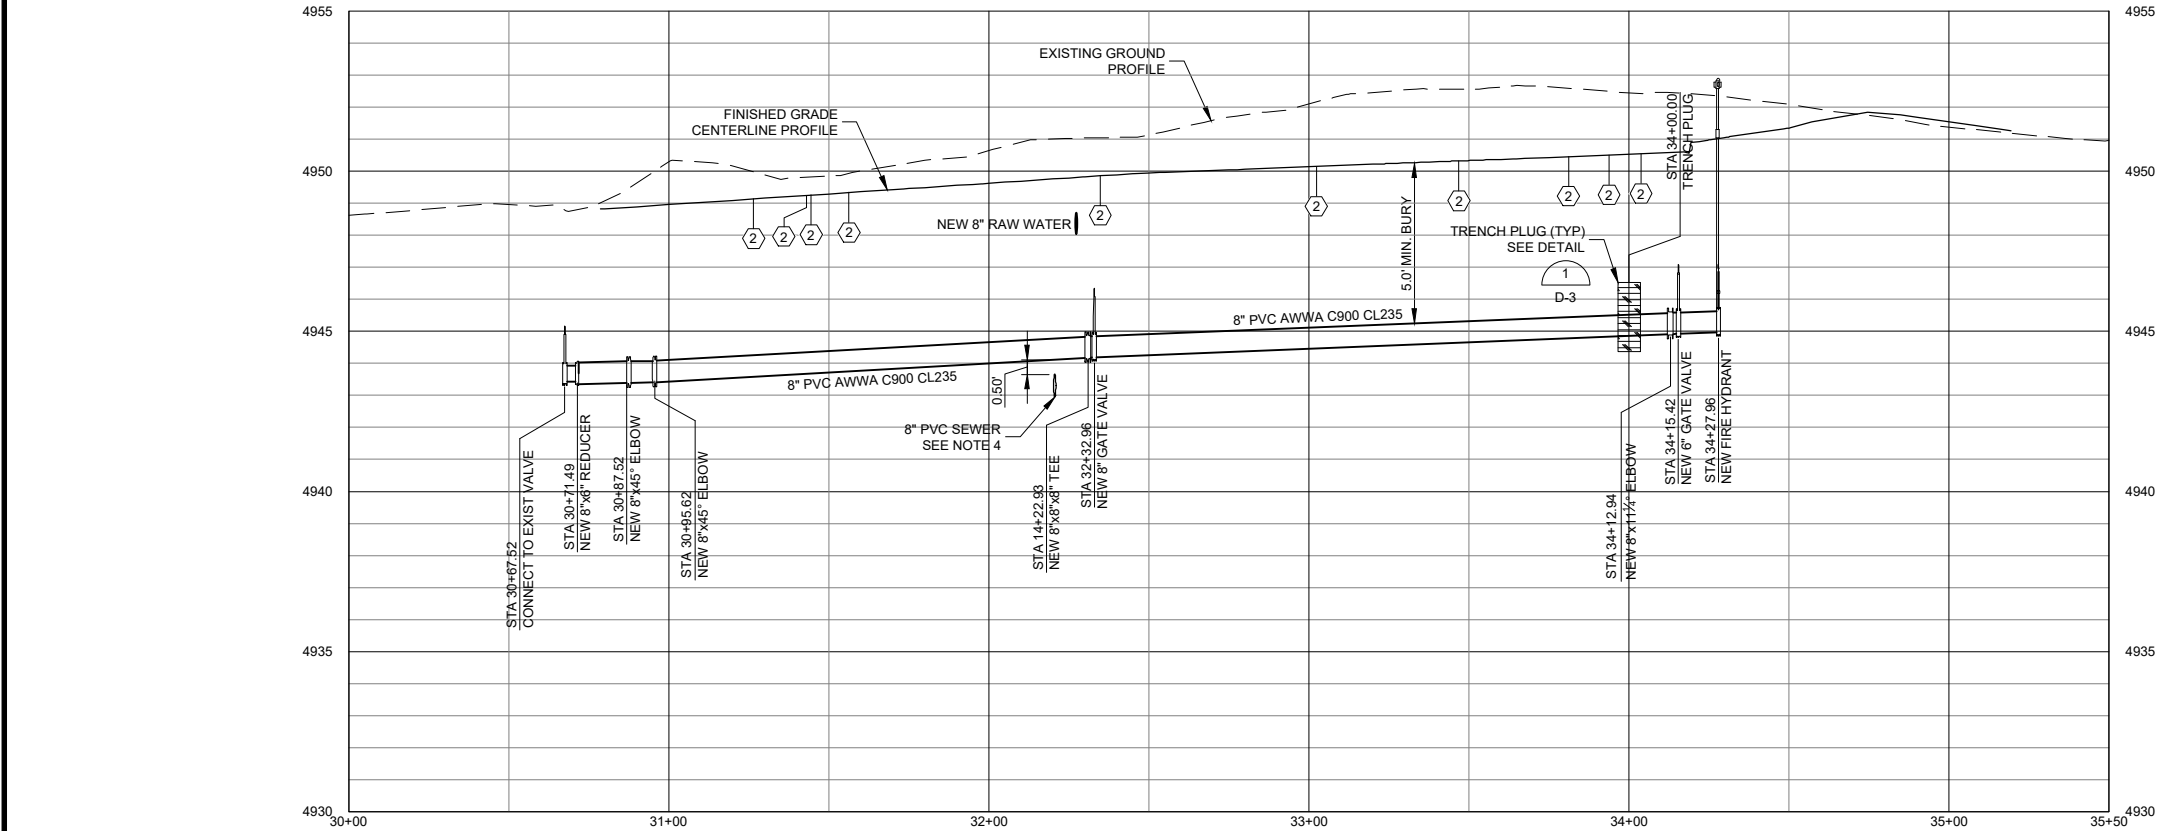 4955
4955
EXISTING GROUND
PROFILE
FINISHED GRADE
CENTERLINE PROFILE
STA 34+00.00
TRENCH PLUG
4950
4950
2
2
2
2
2
2
2
2
2
2
NEW 8" RAW WATER
5.0' MIN. BURY
TRENCH PLUG (TYP)
SEE DETAIL
1
D-3
4945
4945
8" PVC AWWA C900 CL235
8" PVC AWWA C900 CL235
0.50'
8" PVC SEWER
SEE NOTE 4
STA 30+67.52
CONNECT TO EXIST VALVE
STA 30+71.49
NEW 8"x6" REDUCER
STA 30+87.52
NEW 8"x45° ELBOW
STA 30+95.62
NEW 8"x45° ELBOW
STA 14+22.93
NEW 8"x8"x8" TEE
STA 32+32.96
NEW 8" GATE VALVE
STA 34+12.94
NEW 8"x11¼° ELBOW
STA 34+15.42
NEW 6" GATE VALVE
STA 34+27.96
NEW FIRE HYDRANT
4940
4940
4935
4935
4930
4930
30+00
31+00
32+00
33+00
34+00
35+00
35+50